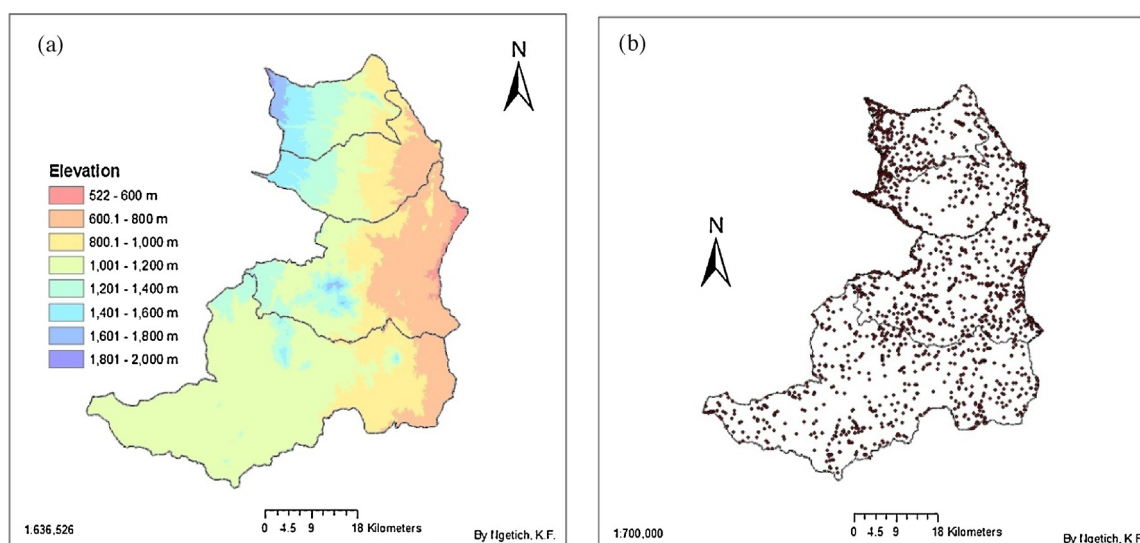 (a)
N
Elevation
522 - 600 m
600.1 - 800 m
800.1 - 1,000 m
1,001 - 1,200 m
1,201 - 1,400 m
1,401 - 1,600 m
1,601 - 1,800 m
1,801 - 2,000 m
0 4.5 9 18 Kilometers
1:636,526
By Ngetich, K.F.
(b)
N
0 4.5 9 18 Kilometers
1:700,000
By Ngetich, K.F.